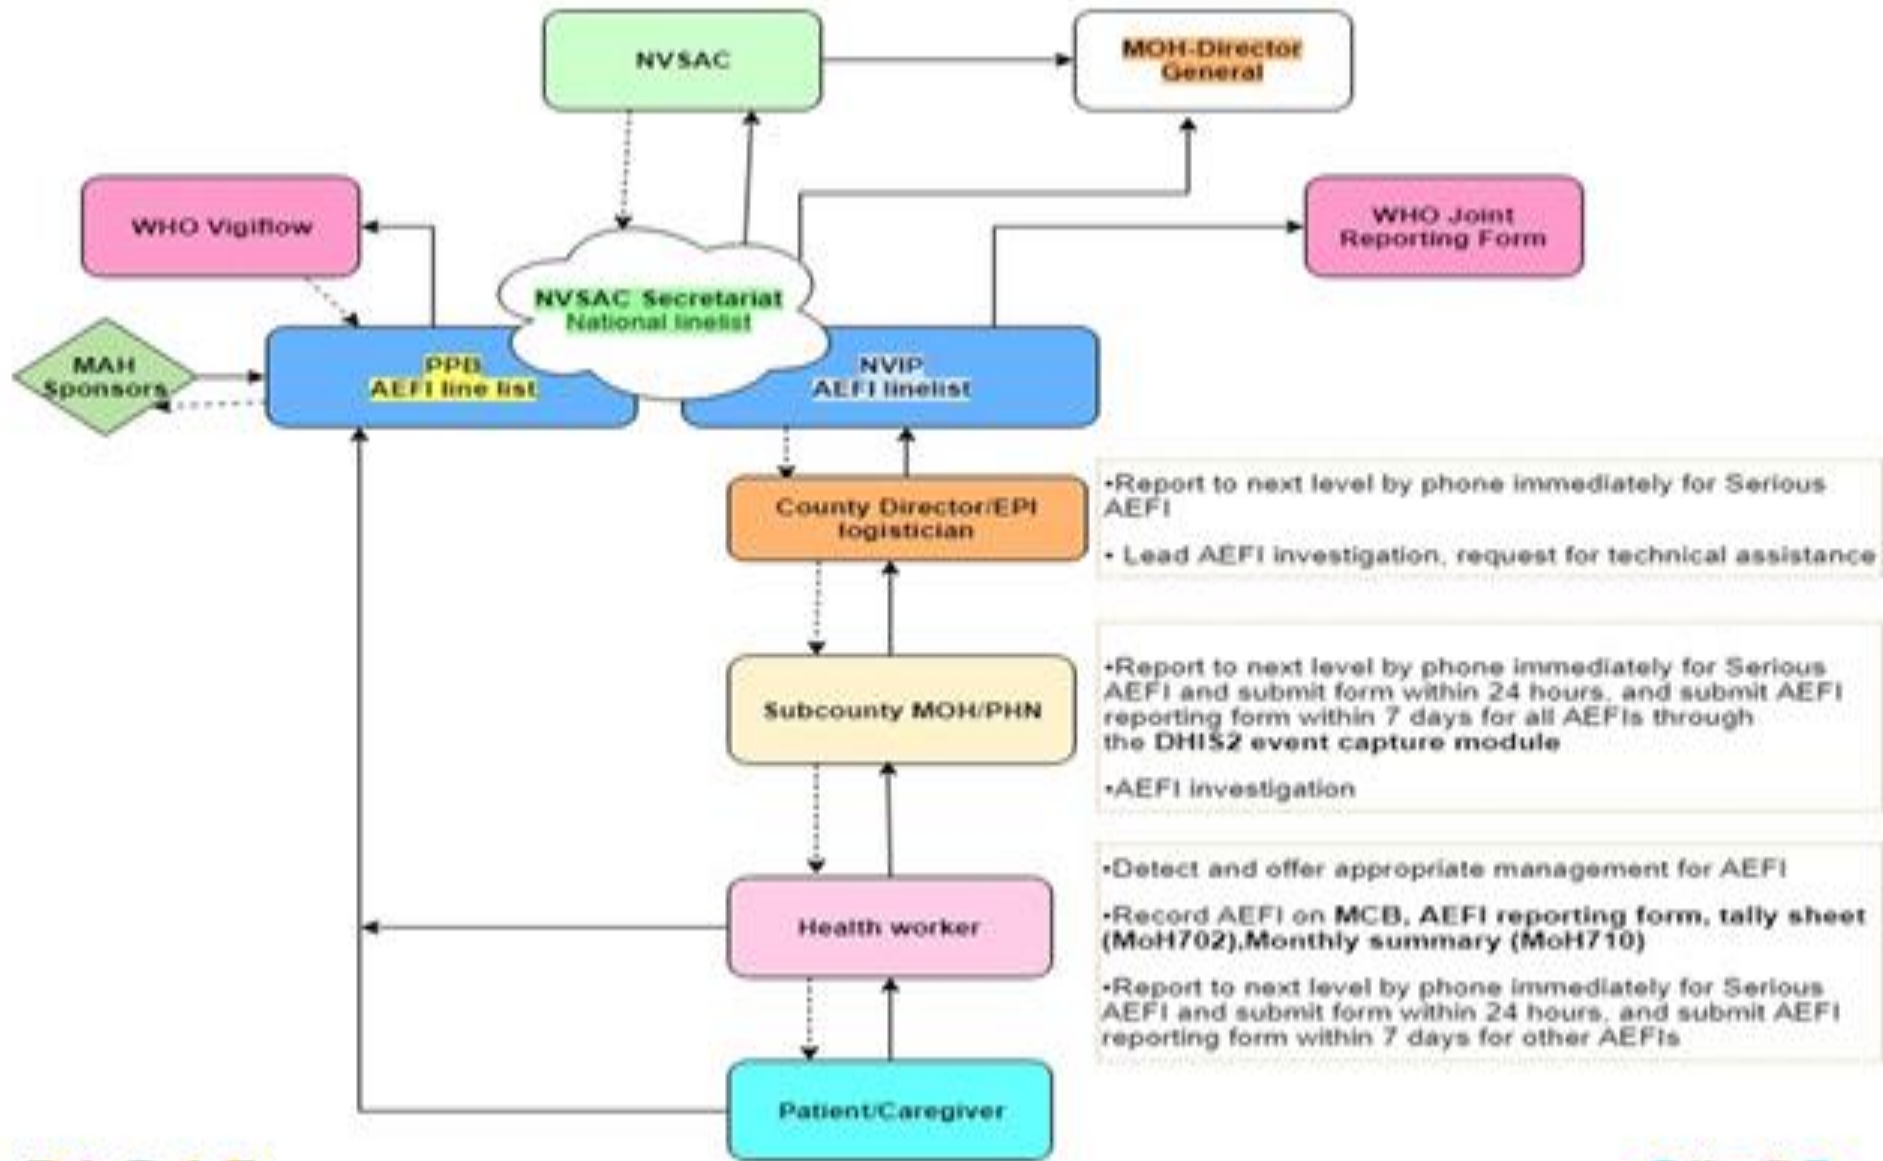 NVSAC
MOH-Director
General
WHO Vigiflow
WHO Joint
Reporting Form
NVSAC Secretariat
National linelist
MAH
Sponsors
PPB
AEFI line list
NVIP
AEFI linelist
County Director/EPI
logistician
•Report to next level by phone immediately for Serious
AEFI
• Lead AEFI investigation, request for technical assistance
Subcounty MOH/PHN
•Report to next level by phone immediately for Serious
AEFI and submit form within 24 hours, and submit AEFI
reporting form within 7 days for all AEFIs through
the DHIS2 event capture module
•AEFI investigation
Health worker
•Detect and offer appropriate management for AEFI
•Record AEFI on MCB, AEFI reporting form, tally sheet
(MoH702),Monthly summary (MoH710)
•Report to next level by phone immediately for Serious
AEFI and submit form within 24 hours, and submit AEFI
reporting form within 7 days for other AEFIs
Patient/Caregiver